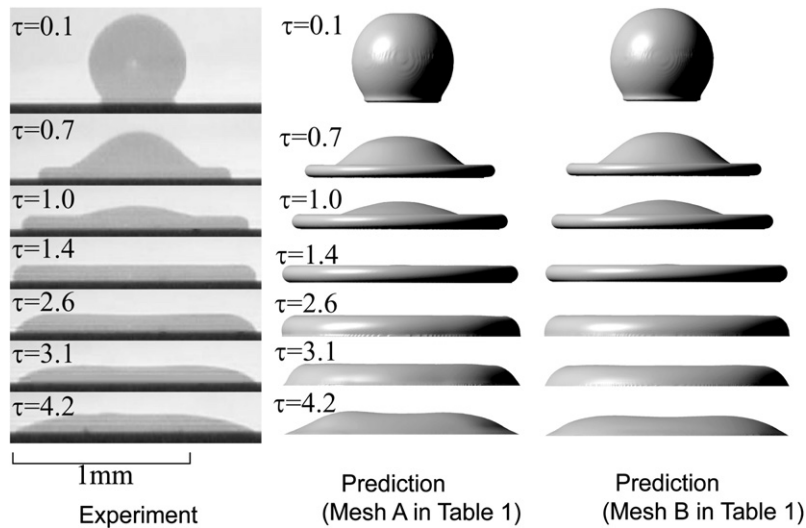 τ=0.1
τ=0.7
τ=1.0
τ=1.4
τ=2.6
τ=3.1
τ=4.2
1mm
Experiment
τ=0.1
τ=0.7
τ=1.0
τ=1.4
τ=2.6
τ=3.1
τ=4.2
Prediction
(Mesh A in Table 1)
Prediction
(Mesh B in Table 1)